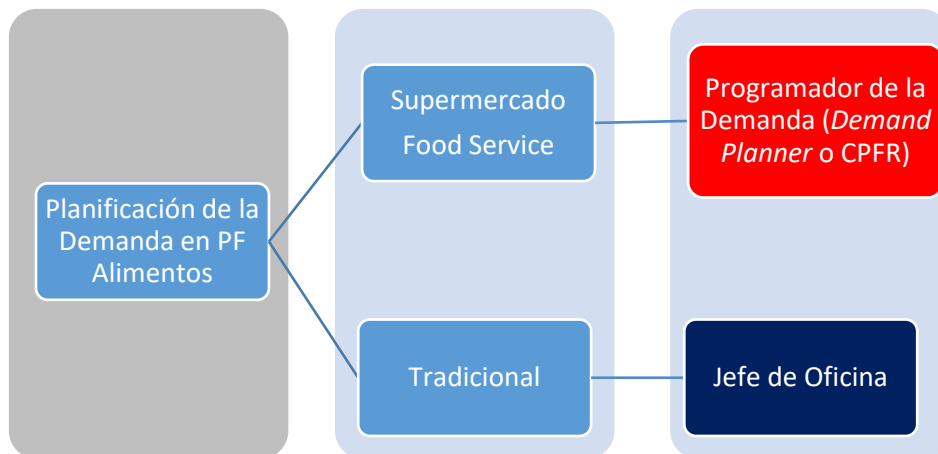 Planificación de la
Demanda en PF
Alimentos
Supermercado
Food Service
Programador de la
Demanda (Demand
Planner o CPFR)
Tradicional
Jefe de Oficina